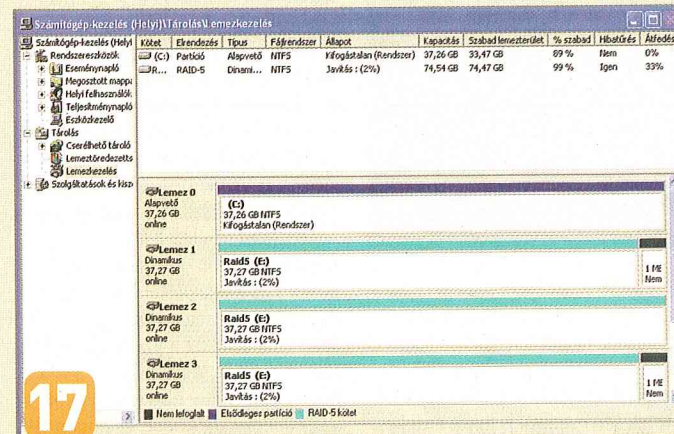 Számítógép-kezelés (Helyi)\Tárolás\Lemezkezelés
Számítógép-kezelés (Helyi
Rendszereszközök
Eseménynapló
Megosztott mappá
Helyi felhasználók
Teljesítménynapló
Eszközkezelő
Tárolás
Cserélhető tároló
Lemeztöredezetts
Lemezkezelés
Szolgáltatások és kisz
Kötet Elrendezés Típus Fájlrendszer Állapot Kapacitás Szabad lemezterület % szabad Hibatűrés Átfedés
(C:) Partíció Alapvető NTFS Kifogástalan (Rendszer) 37,26 GB 33,47 GB 89 % Nem 0%
R... RAID-5 Dinami... NTFS Javítás : (2%) 74,54 GB 74,47 GB 99 % Igen 33%
Lemez 0
Alapvető
37,26 GB
online
(C:)
37,26 GB NTFS
Kifogástalan (Rendszer)
Lemez 1
Dinamikus
37,27 GB
online
Raid5 (E:)
37,27 GB NTFS
Javítás : (2%)
1 ME
Nem
Lemez 2
Dinamikus
37,27 GB
online
Raid5 (E:)
37,27 GB NTFS
Javítás : (2%)
Lemez 3
Dinamikus
37,27 GB
online
Raid5 (E:)
37,27 GB NTFS
Javítás : (2%)
1 ME
Nem
Nem lefoglalt Elsődleges partíció RAID-5 kötet
17